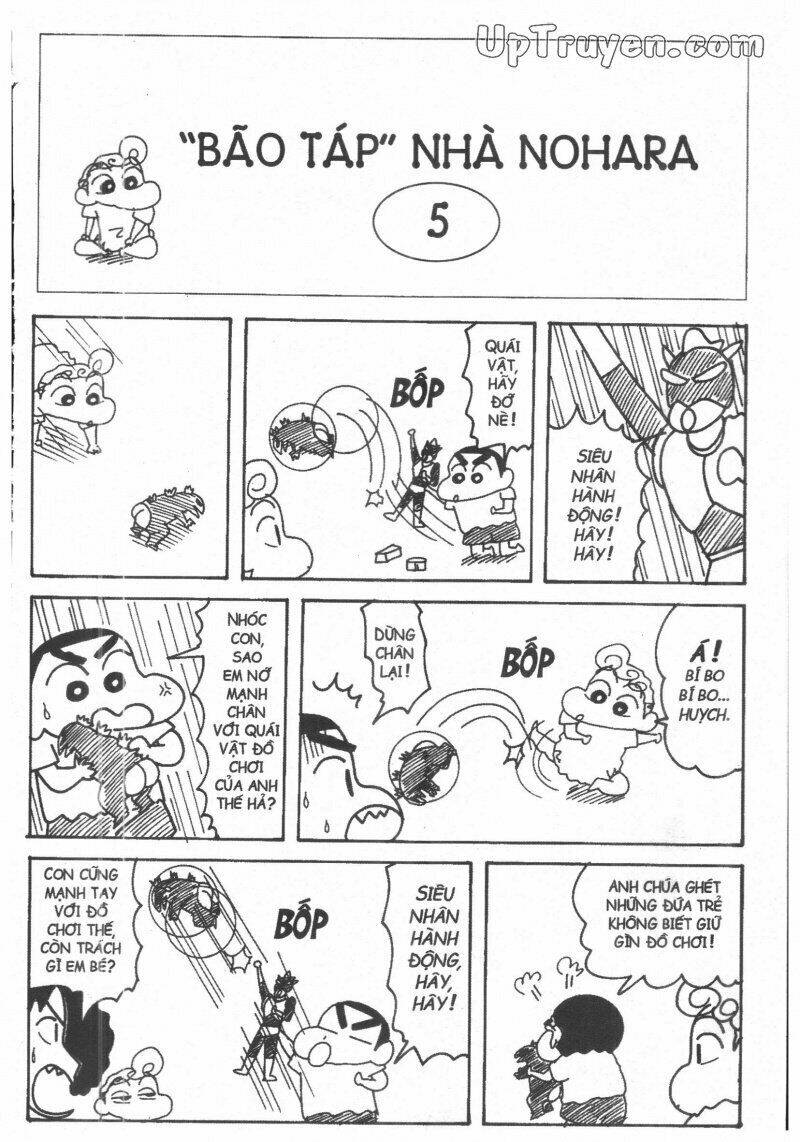 UpTruyen.com
“BÃO TÁP” NHÀ NOHARA
5
SIÊU
NHÂN
HÀNH
ĐỘNG!
HÂY!
HÂY!
QUÁI
VẬT,
HÃY
ĐỠ
NÈ!
BỐP
Á!
BÍ BO
BÍ BO...
HUỴCH.
BỐP
DỪNG
CHÂN
LẠI!
NHÓC
CON,
SAO
EM NỠ
MẠNH
CHÂN
VỚI QUÁI
VẬT ĐỒ
CHƠI
CỦA ANH
THẾ HẢ?
ANH CHÚA GHÉT
NHỮNG ĐỨA TRẺ
KHÔNG BIẾT GIỮ
GÌN ĐỒ CHƠI!
SIÊU
NHÂN
HÀNH
ĐỘNG,
HÂY,
HÂY!
BỐP
CON CŨNG
MẠNH TAY
VỚI ĐỒ
CHƠI THẾ,
CÒN TRÁCH
GÌ EM BÉ?